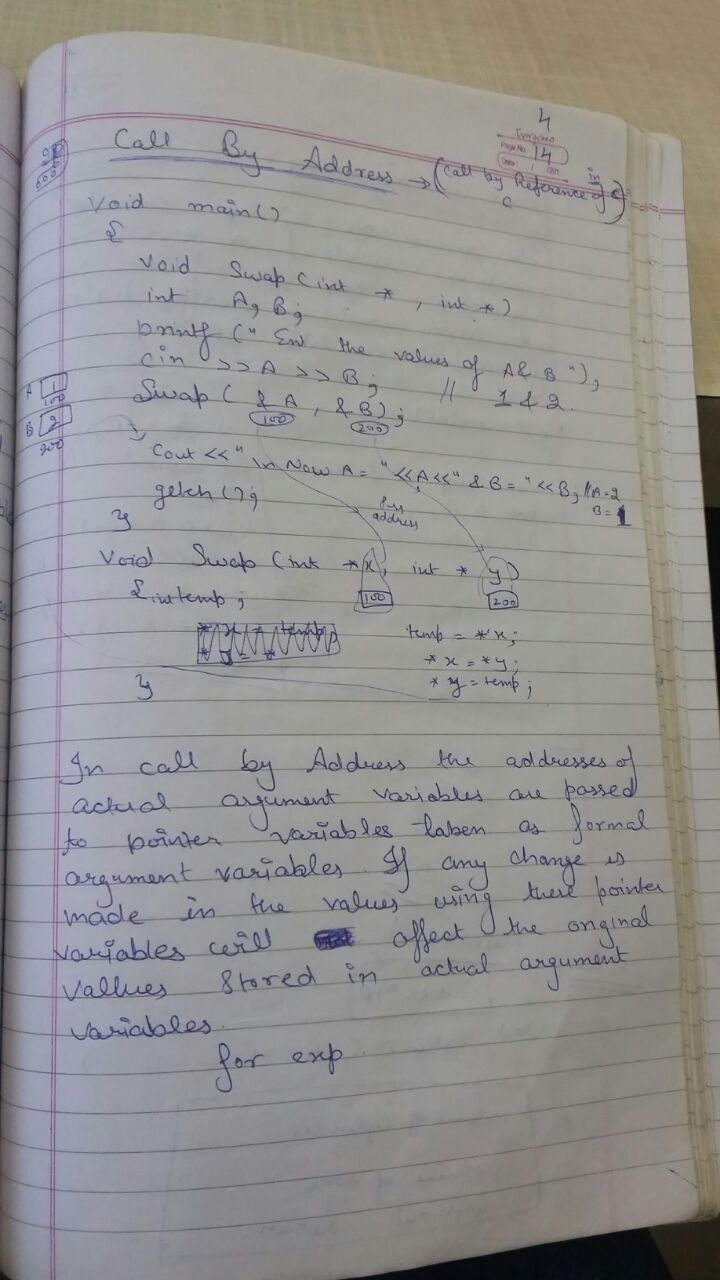 4
Evergreen
Page No. 14
Date
Call By Address → (Call by Reference of in C)
C
void main()
{
void Swap (int * , int *)
int A, B;
printf (" Ent the values of A & B ");
cin >> A >> B; // 1 & 2.
Swap ( & A , & B);
100 200
A 1
100
B 2
200
Cout << " \n Now A = " << A << " & B = " << B; // A = 2
B = 1
getch ();
}
Pass
address
void Swap (int * x, int * y)
100 200
{ int temp ;
temp = * x;
* x = * y;
* y = temp ;
}
In call by Address the addresses of
actual argument variables are passed
to pointer variables taken as formal
argument variables. If any change is
made in the values using these pointer
variables will affect the original
vallues stored in actual argument
variables.
for exp.